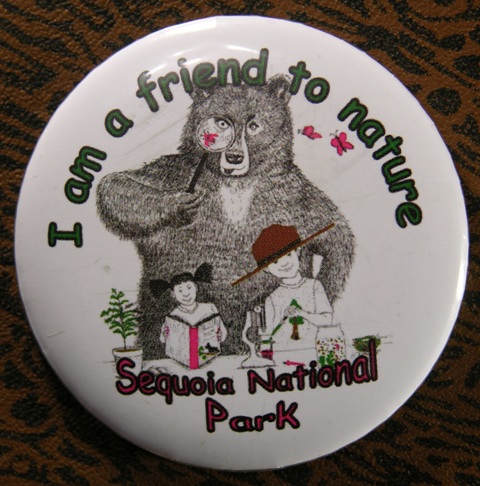 I am a friend to nature
Sequoia National
Park